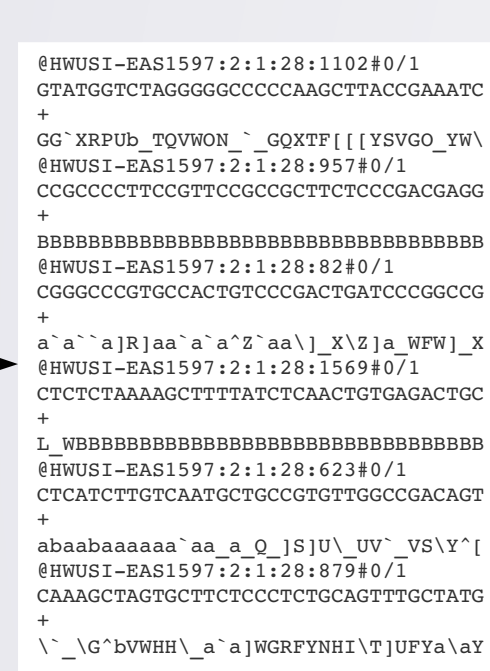 @HWUSI-EAS1597:2:1:28:1102#0/1
GTATGGTCTAGGGGGCCCCCAAGCTTACCGAAATC
+
GG`XRPUb_TQVWON_`_GQXTF[[[YSVGO_YW\
@HWUSI-EAS1597:2:1:28:957#0/1
CCGCCCCTTCCGTTCCGCCGCTTCTCCCGACGAGG
+
BBBBBBBBBBBBBBBBBBBBBBBBBBBBBBBBBBB
@HWUSI-EAS1597:2:1:28:82#0/1
CGGGCCCGTGCCACTGTCCCGACTGATCCCGGCCG
+
a`a``a]R]aa`a`a^Z`aa\]_X\Z]a_WFW]_X
@HWUSI-EAS1597:2:1:28:1569#0/1
CTCTCTAAAAGCTTTTATCTCAACTGTGAGACTGC
+
L_WBBBBBBBBBBBBBBBBBBBBBBBBBBBBBBBB
@HWUSI-EAS1597:2:1:28:623#0/1
CTCATCTTGTCAATGCTGCCGTGTTGGCCGACAGT
+
abaabaaaaaa`aa_a_Q_]S]U\_UV`_VS\Y^[
@HWUSI-EAS1597:2:1:28:879#0/1
CAAAGCTAGTGCTTCTCCCTCTGCAGTTTGCTATG
+
\`_\G^bVWHH\_a`a]WGRFYNHI\T]UFYa\aY